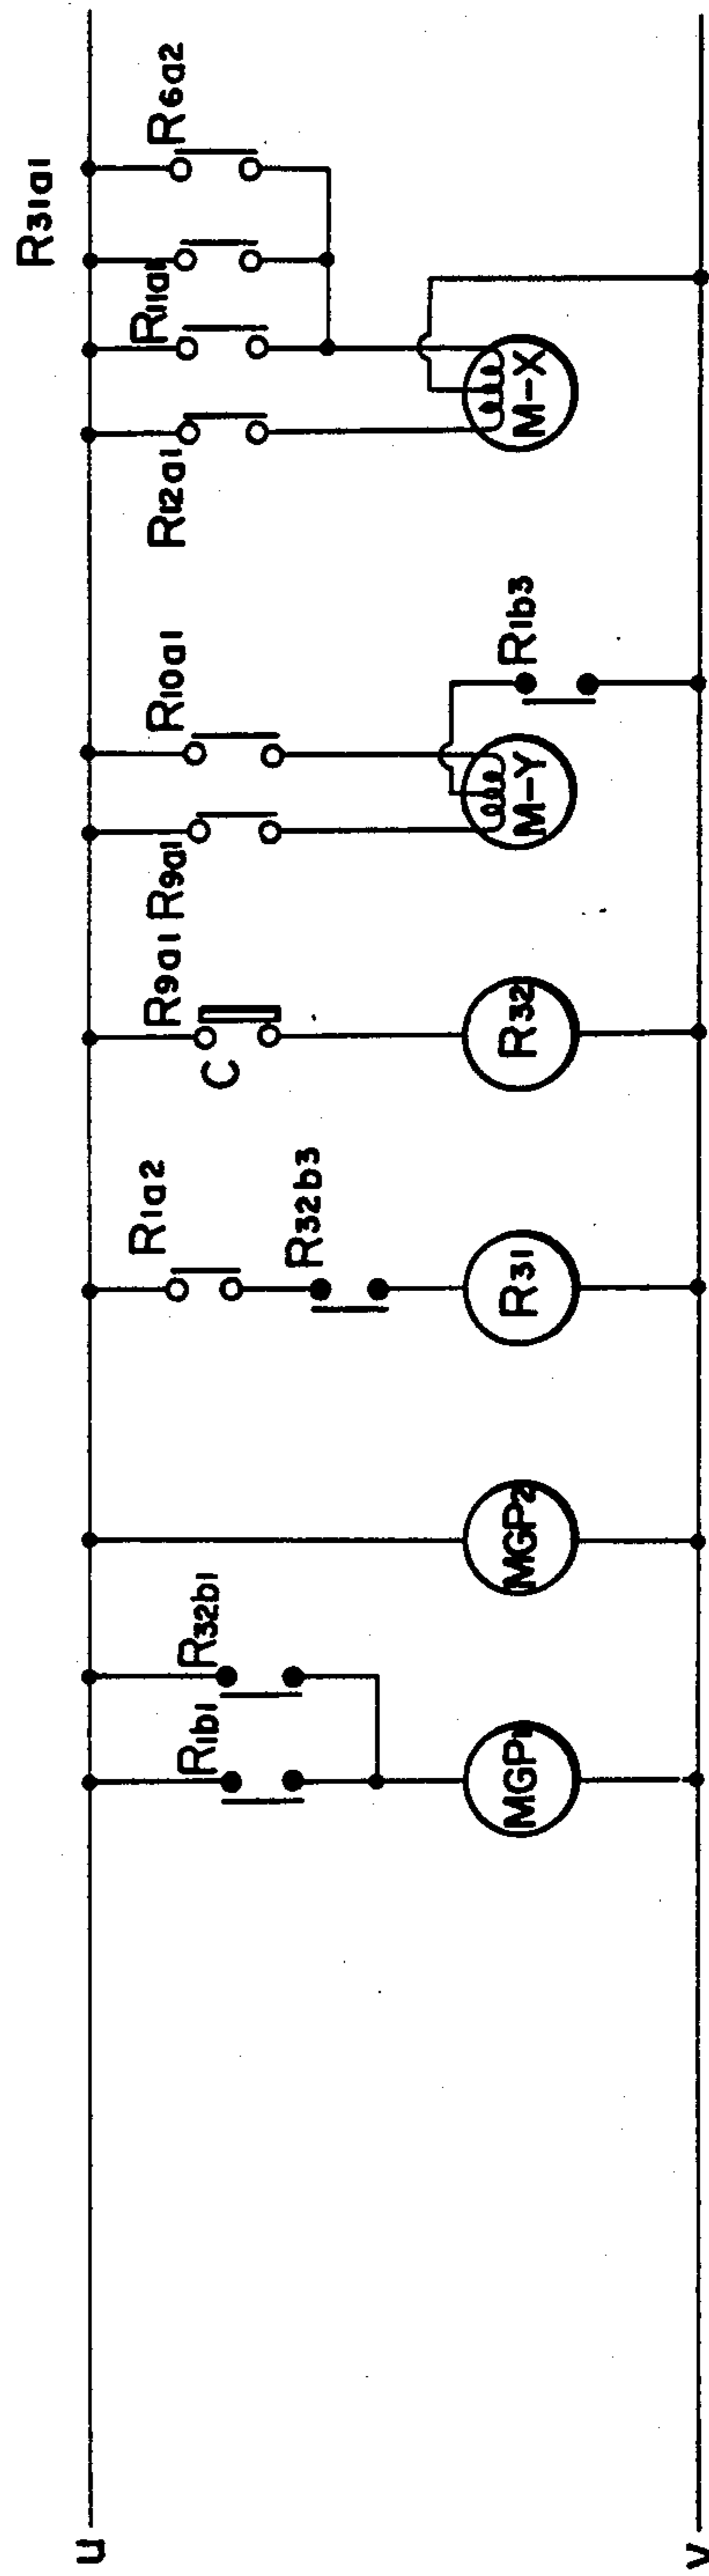 U
R1b1
R32b1
MGP1
MGP2
R1a2
R32b3
R31
C
R9a1
R32
R9a1
R10a1
M-Y
R1b3
R12a1
R11a1
R31a1
R6a2
M-X
V